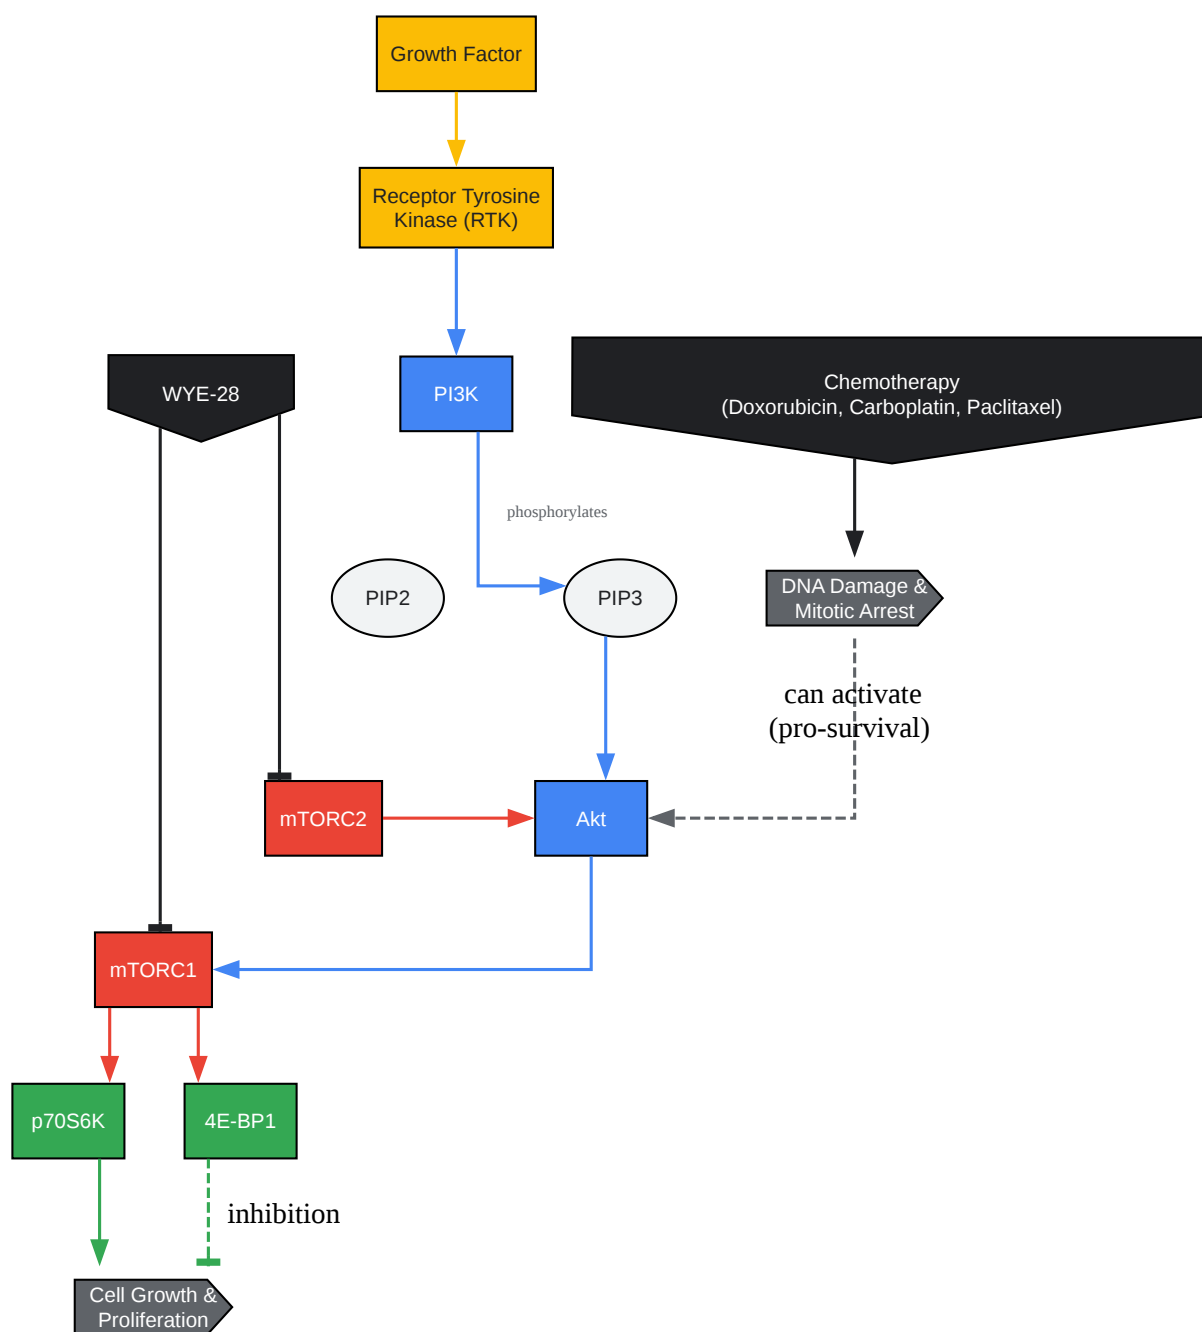 Growth Factor
Receptor Tyrosine
Kinase (RTK)
WYE-28
PI3K
Chemotherapy
(Doxorubicin, Carboplatin, Paclitaxel)
phosphorylates
PIP2
PIP3
DNA Damage &
Mitotic Arrest
can activate
(pro-survival)
mTORC2
Akt
mTORC1
p70S6K
4E-BP1
inhibition
Cell Growth &
Proliferation